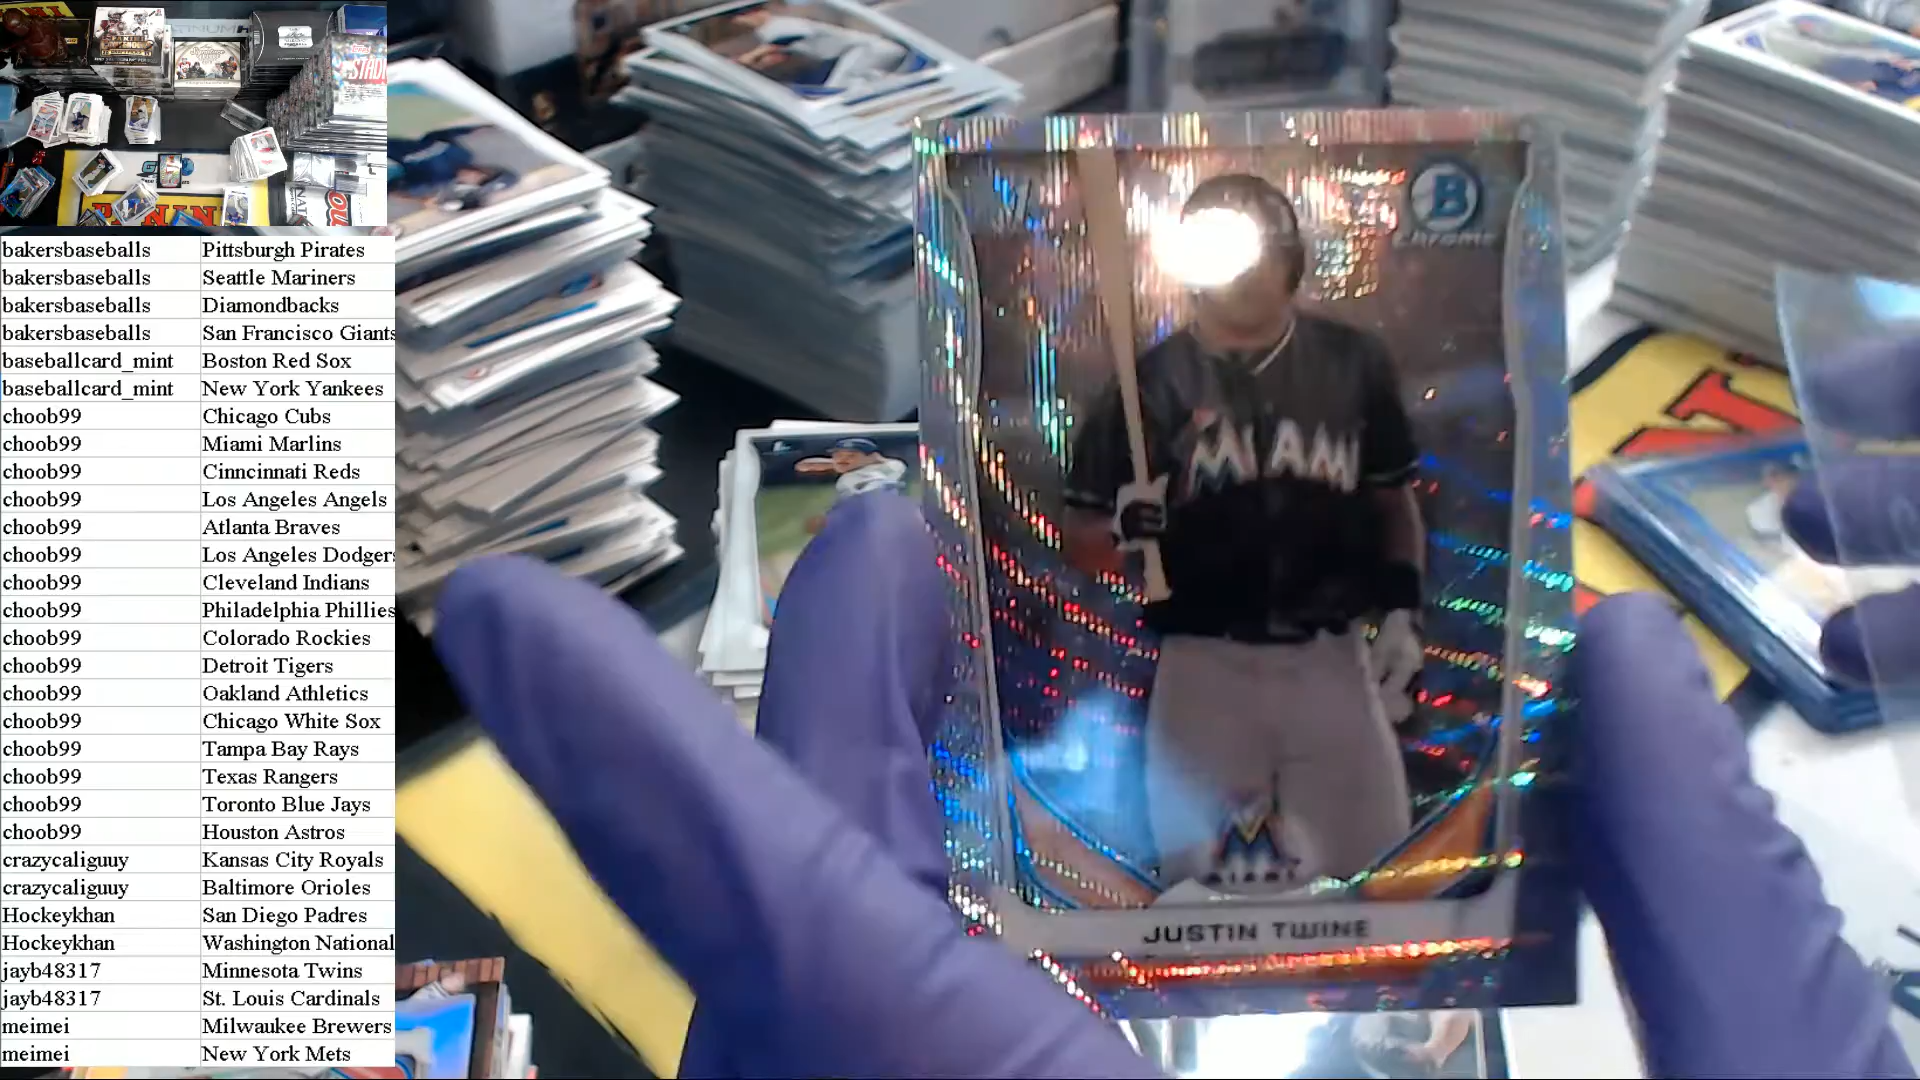 bakersbaseballs Pittsburgh Pirates
bakersbaseballs Seattle Mariners
bakersbaseballs Diamondbacks
bakersbaseballs San Francisco Giants
baseballcard_mint Boston Red Sox
baseballcard_mint New York Yankees
choob99 Chicago Cubs
choob99 Miami Marlins
choob99 Cinncinnati Reds
choob99 Los Angeles Angels
choob99 Atlanta Braves
choob99 Los Angeles Dodgers
choob99 Cleveland Indians
choob99 Philadelphia Phillies
choob99 Colorado Rockies
choob99 Detroit Tigers
choob99 Oakland Athletics
choob99 Chicago White Sox
choob99 Tampa Bay Rays
choob99 Texas Rangers
choob99 Toronto Blue Jays
choob99 Houston Astros
crazycaliguuy Kansas City Royals
crazycaliguuy Baltimore Orioles
Hockeykhan San Diego Padres
Hockeykhan Washington National
jayb48317 Minnesota Twins
jayb48317 St. Louis Cardinals
meimei Milwaukee Brewers
meimei New York Mets
PANINI
B
Chrome
MIAMI
MIAMI
JUSTIN TWINE